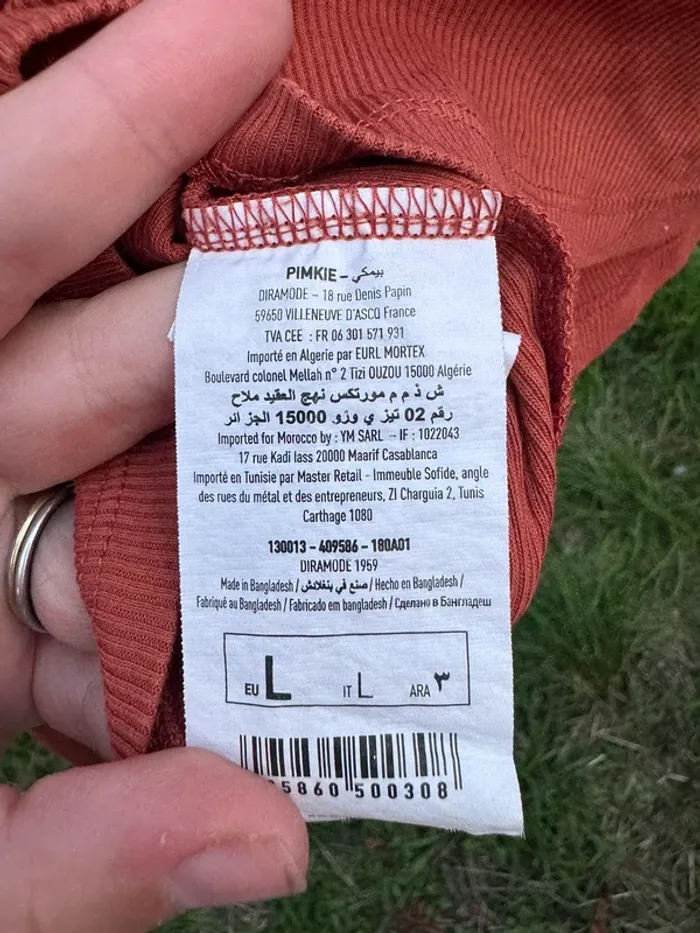 PIMKIE – بيمكي
DIRAMODE – 18 rue Denis Papin
59650 VILLENEUVE D'ASCQ France
TVA CEE : FR 06 301 571 931
Importé en Algerie par EURL MORTEX
Boulevard colonel Mellah n° 2 Tizi OUZOU 15000 Algérie
ش ذ م م مورتكس نهج العقيد ملاح
رقم 02 تيزي وزو 15000 الجزائر
Imported for Morocco by : YM SARL - IF : 1022043
17 rue Kadi Iass 20000 Maarif Casablanca
Importé en Tunisie par Master Retail - Immeuble Sofide, angle
des rues du métal et des entrepreneurs, ZI Charguia 2, Tunis
Carthage 1080
130013 - 409586 - 180A01
DIRAMODE 1959
Made in Bangladesh / صنع في بنغلادش / Hecho en Bangladesh /
Fabriqué au Bangladesh / Fabricado em bangladesh / Сделано в Бангладеш
EU L IT L ARA ٣
5860 500308